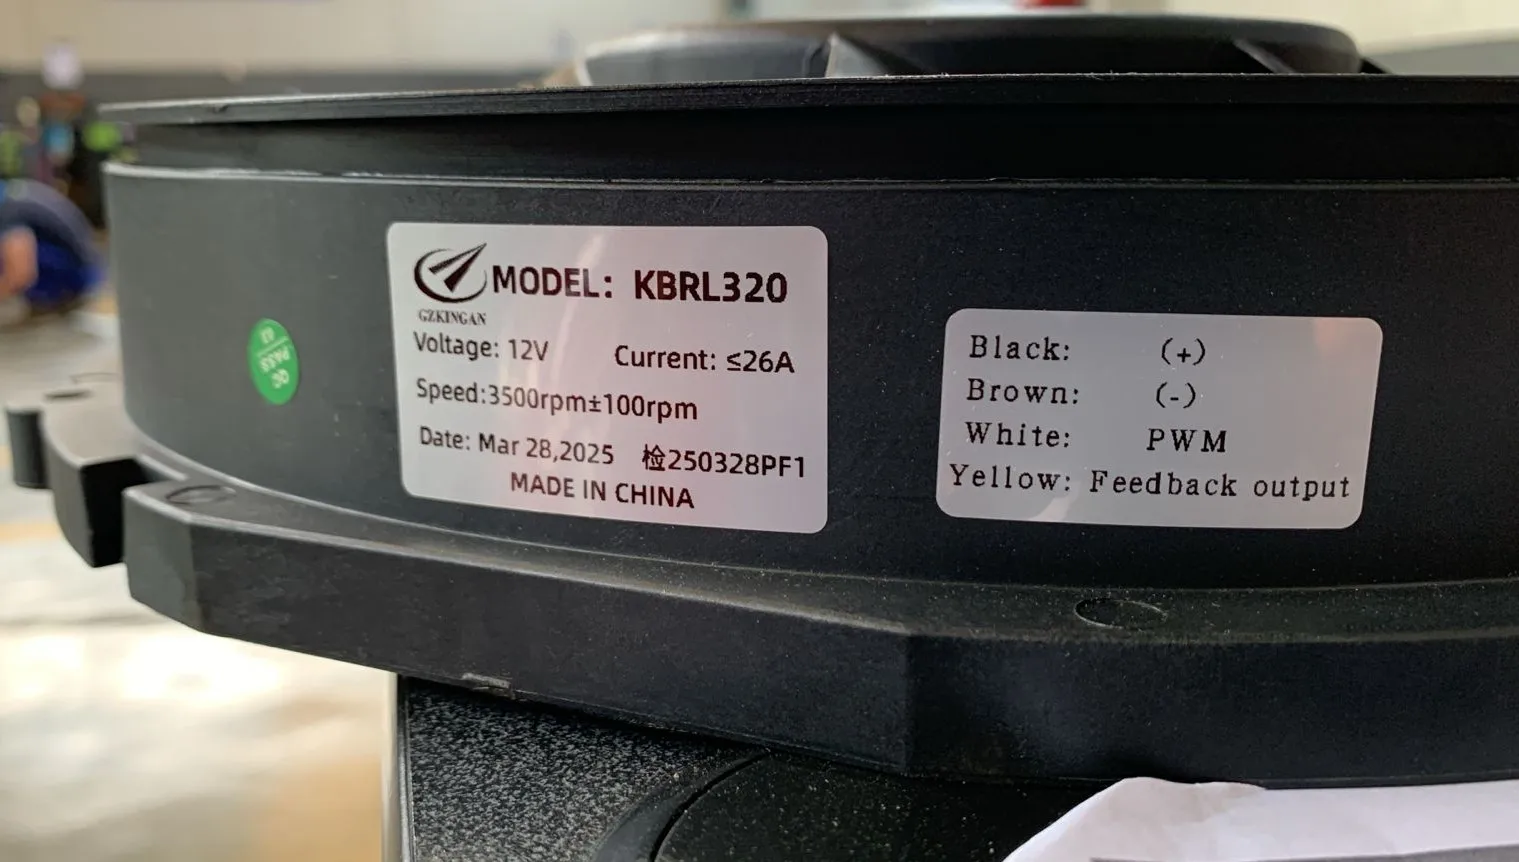 MODEL: KBRL320
GZKINGAN
Voltage: 12V Current: ≤26A
Speed:3500rpm±100rpm
Date: Mar 28,2025 检250328PF1
MADE IN CHINA
Black: (+)
Brown: (-)
White: PWM
Yellow: Feedback output
QC
PASS